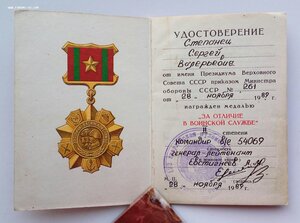 УДОСТОВЕРЕНИЕ
Степанец
Сергей
Валерьевич
от имени Президиума Верховного
Совета СССР приказом Министра
обороны СССР № 261
от „28“ ноября 1989 г.
награжден медалью
„ЗА ОТЛИЧИЕ
В ВОИНСКОЙ СЛУЖБЕ“
II степени
командир в/ч 54069
генерал-лейтенант
Евстигнеев
М.П.
„28“ ноября 1989 г.